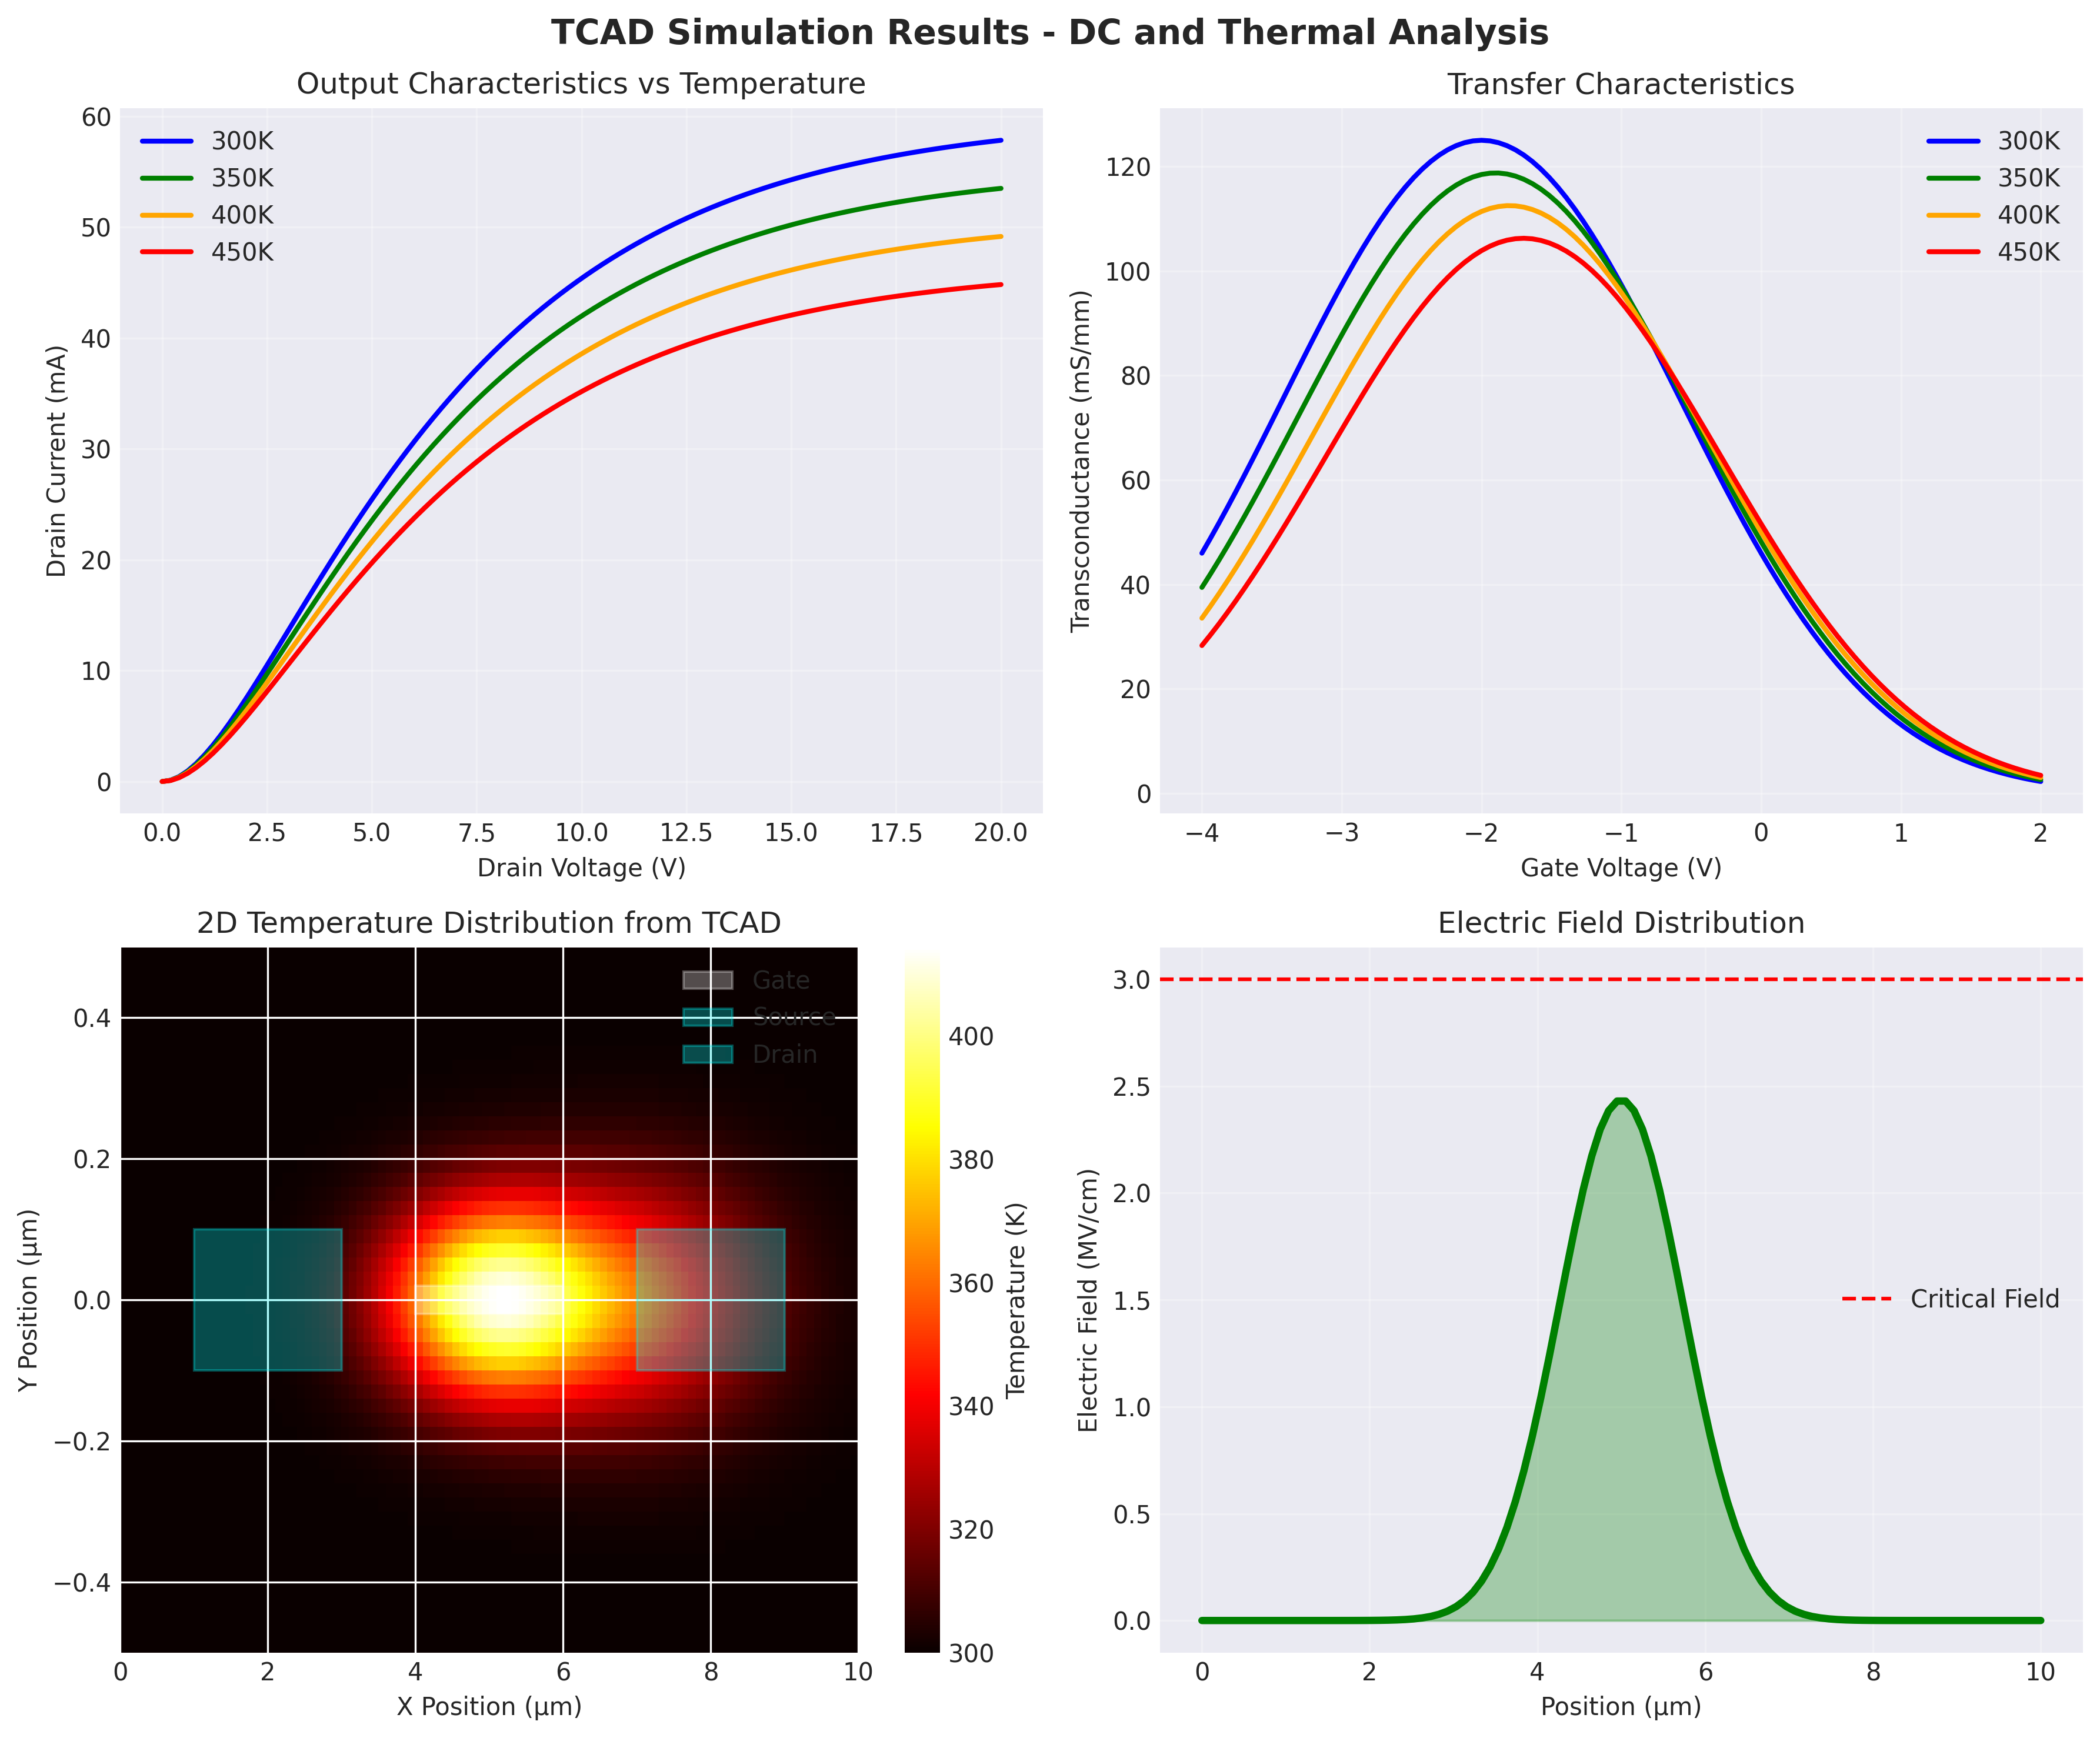 TCAD Simulation Results - DC and Thermal Analysis
Output Characteristics vs Temperature
60
50
40
30
20
10
0
Drain Current (mA)
300K
350K
400K
450K
0.0 2.5 5.0 7.5 10.0 12.5 15.0 17.5 20.0
Drain Voltage (V)
Transfer Characteristics
120
100
80
60
40
20
0
Transconductance (mS/mm)
300K
350K
400K
450K
−4 −3 −2 −1 0 1 2
Gate Voltage (V)
2D Temperature Distribution from TCAD
0.4
0.2
0.0
−0.2
−0.4
Y Position (μm)
Gate
Source
Drain
0 2 4 6 8 10
X Position (μm)
400
380
360
340
320
300
Temperature (K)
Electric Field Distribution
3.0
2.5
2.0
1.5
1.0
0.5
0.0
Electric Field (MV/cm)
Critical Field
0 2 4 6 8 10
Position (μm)